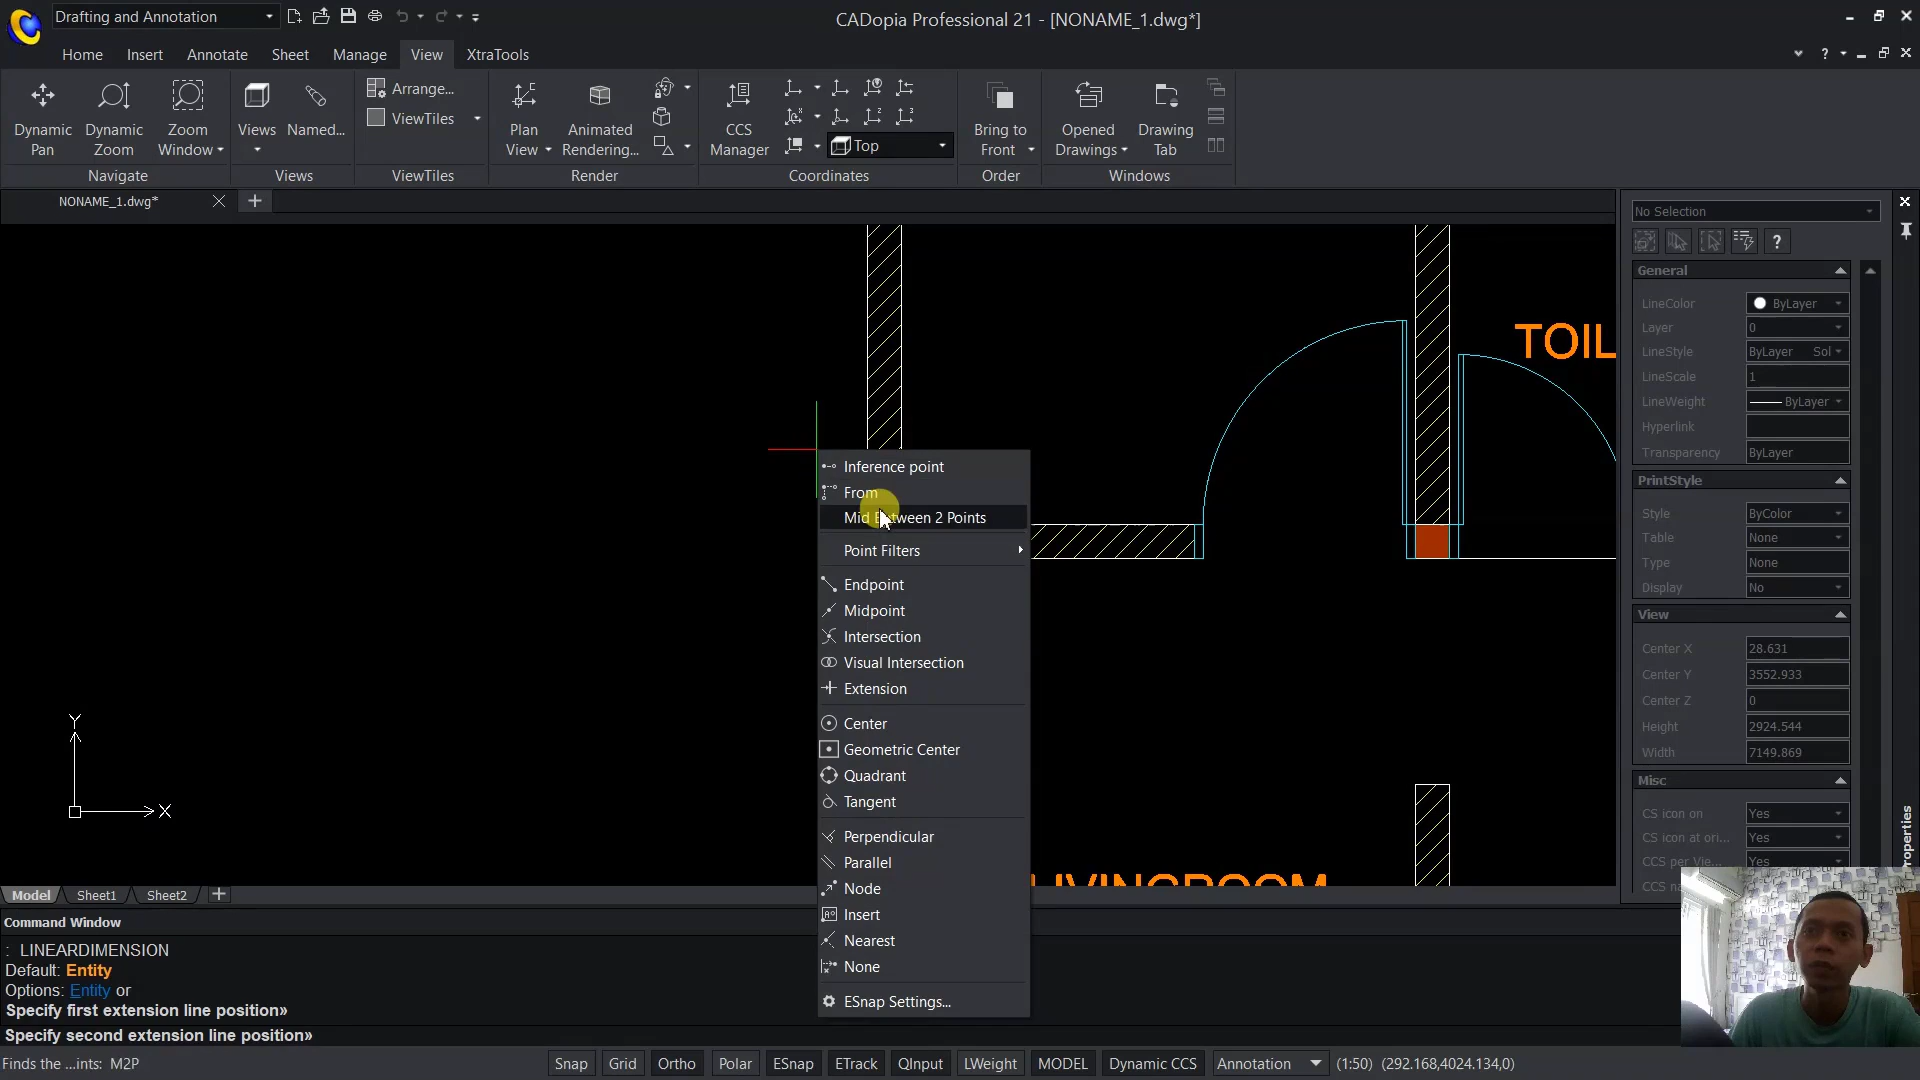 Drafting and Annotation
CADopia Professional 21 - [NONAME_1.dwg*]
Home Insert Annotate Sheet Manage View XtraTools
Dynamic Pan
Dynamic Zoom
Zoom Window
Navigate
Views
Named...
Views
Arrange...
ViewTiles
ViewTiles
Plan View
Animated Rendering...
Render
CCS Manager
Top
Coordinates
Bring to Front
Order
Opened Drawings
Drawing Tab
Windows
NONAME_1.dwg*
TOIL
LIVINGROOM
Y
X
Inference point
From
Mid Between 2 Points
Point Filters
Endpoint
Midpoint
Intersection
Visual Intersection
Extension
Center
Geometric Center
Quadrant
Tangent
Perpendicular
Parallel
Node
Insert
Nearest
None
ESnap Settings...
No Selection
General
LineColor ByLayer
Layer 0
LineStyle ByLayer Sol
LineScale 1
LineWeight ByLayer
Hyperlink
Transparency ByLayer
PrintStyle
Style ByColor
Table None
Type None
Display No
View
Center X 28.631
Center Y 3552.933
Center Z 0
Height 2924.544
Width 7149.869
Misc
CS icon on Yes
CS icon at ori... Yes
CCS per Vie... Yes
CCS na
Properties
Model Sheet1 Sheet2
Command Window
: LINEARDIMENSION
Default: Entity
Options: Entity or
Specify first extension line position»
Specify second extension line position»
Finds the ...ints: M2P
Snap Grid Ortho Polar ESnap ETrack QInput LWeight MODEL Dynamic CCS Annotation (1:50) (292.168,4024.134,0)